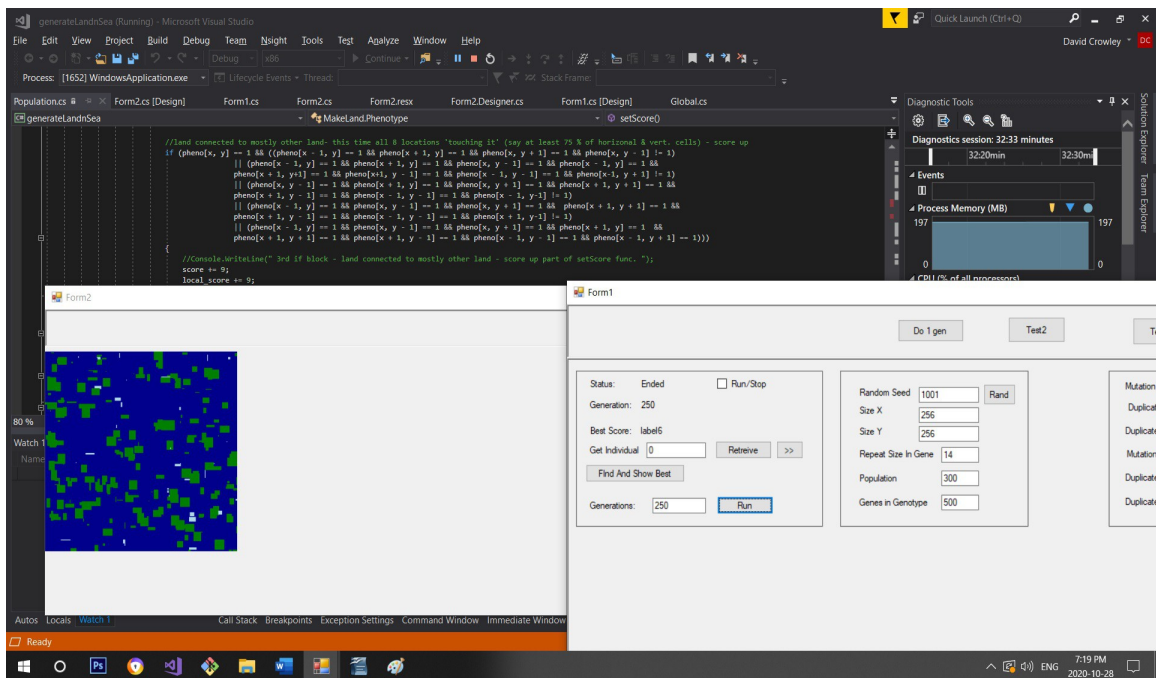 generateLandnSea (Running) - Microsoft Visual Studio
Quick Launch (Ctrl+Q)
File Edit View Project Build Debug Team Nsight Tools Test Analyze Window Help
David Crowley DC
Debug x86 Continue
Process: [1652] WindowsApplication.exe Lifecycle Events Thread: Stack Frame:
Population.cs Form2.cs [Design] Form1.cs Form2.cs Form2.resx Form2.Designer.cs Form1.cs [Design] Global.cs
generateLandnSea MakeLand.Phenotype setScore()
//land connected to mostly other land- this time all 8 locations 'touching it' (say at least 75 % of horizonal & vert. cells) - score up
if (pheno[x, y] == 1 && ((pheno[x - 1, y] == 1 && pheno[x + 1, y] == 1 && pheno[x, y + 1] == 1 && pheno[x, y - 1] != 1)
|| (pheno[x - 1, y] == 1 && pheno[x + 1, y] == 1 && pheno[x, y - 1] == 1 &&
pheno[x + 1, y+1] == 1 && pheno[x+1, y - 1] == 1 && pheno[x - 1, y - 1] == 1 && pheno[x-1, y + 1] != 1)
|| (pheno[x, y - 1] == 1 && pheno[x + 1, y] == 1 && pheno[x, y + 1] == 1 && pheno[x + 1, y + 1] == 1 &&
pheno[x + 1, y - 1] == 1 && pheno[x - 1, y - 1] == 1 && pheno[x - 1, y-1] != 1)
|| (pheno[x - 1, y] == 1 && pheno[x, y - 1] == 1 && pheno[x, y + 1] == 1 && pheno[x + 1, y + 1] == 1 &&
pheno[x + 1, y - 1] == 1 && pheno[x - 1, y - 1] == 1 && pheno[x + 1, y-1] != 1)
|| (pheno[x - 1, y] == 1 && pheno[x, y - 1] == 1 && pheno[x, y + 1] == 1 && pheno[x + 1, y] == 1 &&
pheno[x + 1, y + 1] == 1 && pheno[x + 1, y - 1] == 1 && pheno[x - 1, y - 1] == 1 && pheno[x - 1, y + 1] == 1)))
{
//Console.WriteLine(" 3rd if block - land connected to mostly other land - score up part of setScore func. ");
score += 9;
local_score += 9;
80 %
Watch 1
Name
Diagnostic Tools
Diagnostics session: 32:33 minutes
32:20min 32:30mi
Events
Process Memory (MB)
197 197
0 0
CPU (% of all processors)
Solution Explorer
Team Explorer
Form2
Form1
Do 1 gen Test2
Status: Ended Run/Stop
Generation: 250
Best Score: label6
Get Individual 0 Retreive >>
FInd And Show Best
Generations: 250 Run
Random Seed 1001 Rand
Size X 256
Size Y 256
Repeat Size In Gene 14
Population 300
Genes in Genotype 500
Mutation
Duplicat
Duplicate
Mutation
Duplicate
Duplicate
Autos Locals Watch 1 Call Stack Breakpoints Exception Settings Command Window Immediate Window
Ready
Ps
ENG
7:19 PM
2020-10-28